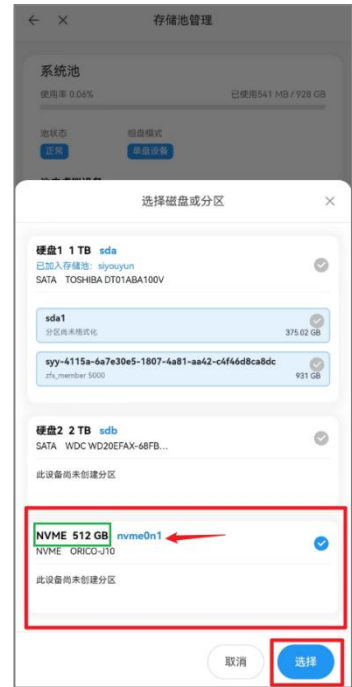 存储池管理
系统池
使用率 0.06%
已使用541 MB / 928 GB
池状态
组盘模式
正常
单盘设备
选择磁盘或分区
硬盘1 1 TB sda
已加入存储池：siyouyun
SATA TOSHIBA DT01ABA100V
sda1
分区尚未格式化
375.02 GB
syy-4115a-6a7e30e5-1807-4a81-aa42-c4f46d8ca8dc
zfs_member 5000
931 GB
硬盘2 2 TB sdb
SATA WDC WD20EFAX-68FB...
此设备尚未创建分区
NVME 512 GB nvme0n1
NVME ORICO-J10
此设备尚未创建分区
取消
选择